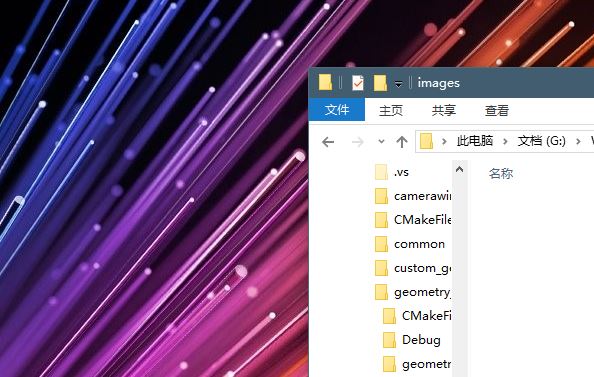 images
文件 主页 共享 查看
此电脑 文档 (G:)
名称
.vs
camerawi
CMakeFile
common
custom_g
geometry_
CMakeFi
Debug
geometr